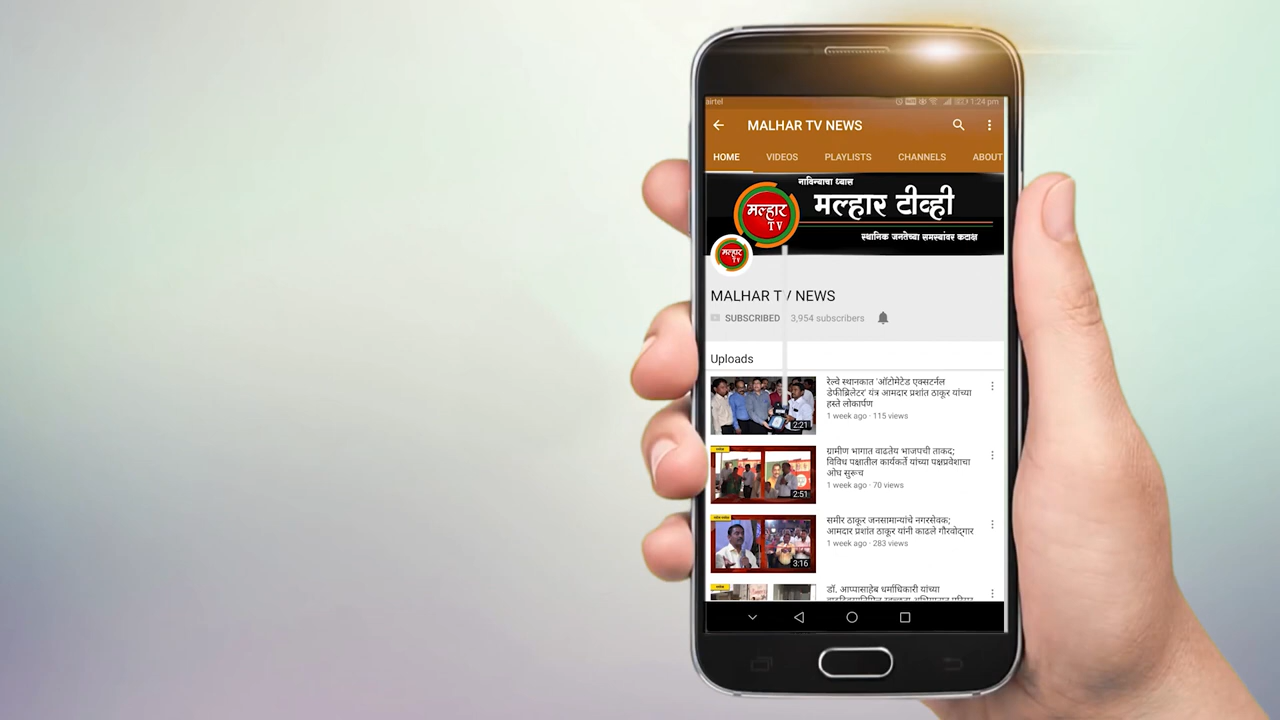 airtel 1:24 pm
MALHAR TV NEWS
HOME VIDEOS PLAYLISTS CHANNELS ABOUT
नाविन्याचा ध्यास
मल्हार टीव्ही
मल्हार
TV
स्थानिक जनतेच्या समस्यांवर कटाक्ष
मल्हार
TV
MALHAR TV NEWS
SUBSCRIBED 3,954 subscribers
Uploads
रेल्वे स्थानकात 'ऑटोमेटेड एक्सटर्नल
डेफीब्रिलेटर' यंत्र आमदार प्रशांत ठाकूर यांच्या
हस्ते लोकार्पण
1 week ago · 115 views
2:21
ग्रामीण भागात वाढतेय भाजपची ताकद;
विविध पक्षातील कार्यकर्ते यांच्या पक्षप्रवेशाचा
ओघ सुरूच
1 week ago · 70 views
2:51
समीर ठाकूर जनसामान्यांचे नगरसेवक;
आमदार प्रशांत ठाकूर यांनी काढले गौरवोद्गार
1 week ago · 283 views
3:16
डॉ. आप्पासाहेब धर्माधिकारी यांच्या